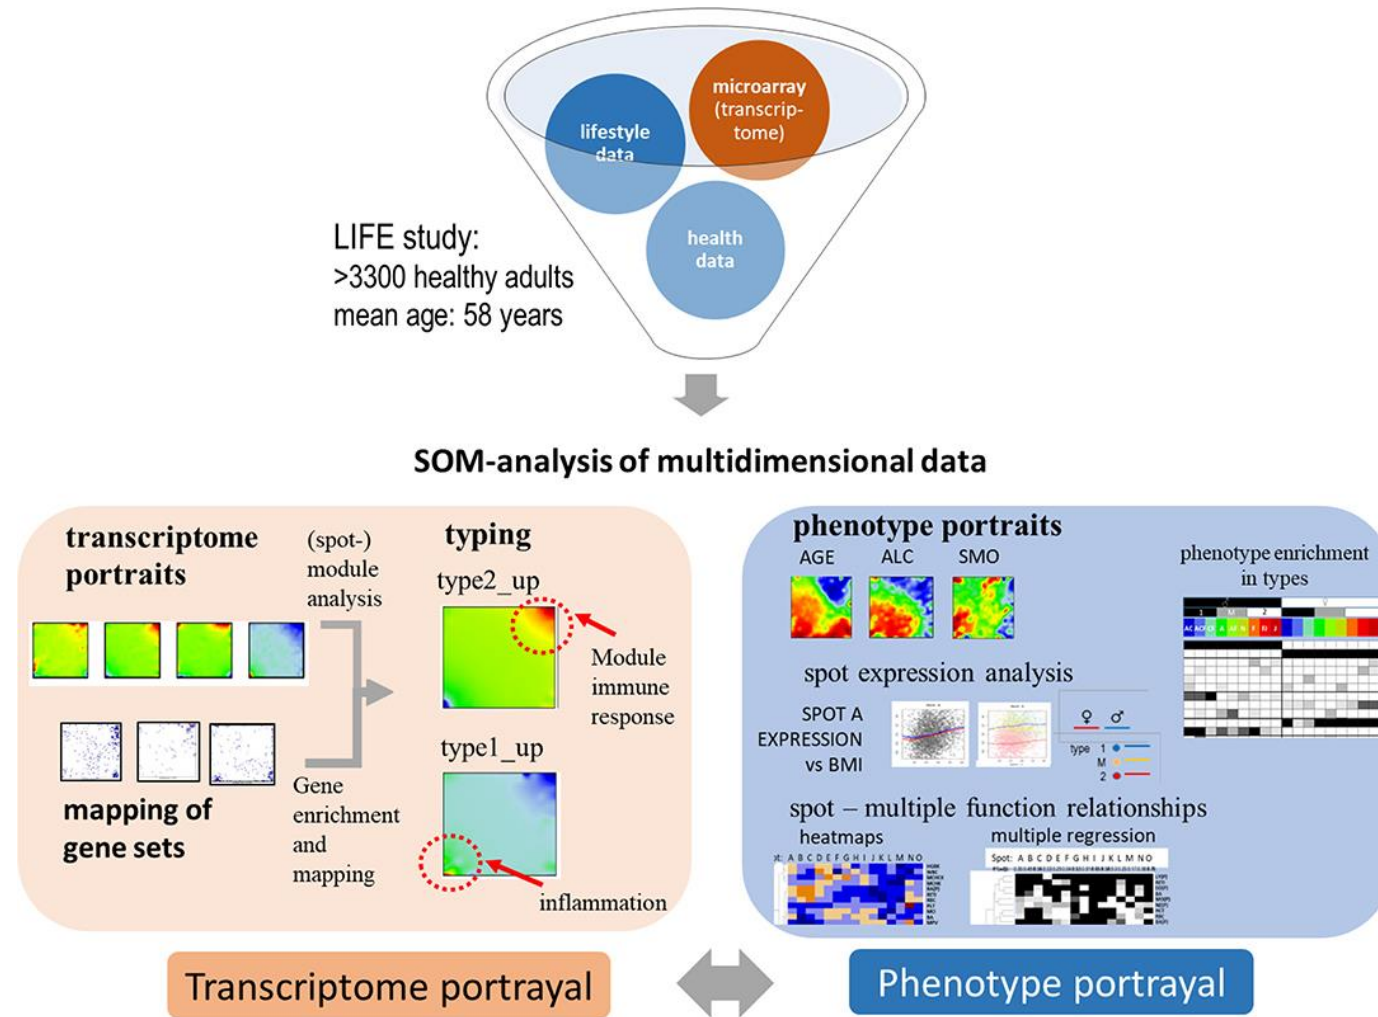 microarray
(transcrip-
tome)
lifestyle
data
health
data
LIFE study:
>3300 healthy adults
mean age: 58 years
SOM-analysis of multidimensional data
transcriptome
portraits
(spot-)
module
analysis
typing
type2_up
Module
immune
response
type1_up
inflammation
mapping of
gene sets
Gene
enrichment
and
mapping
phenotype portraits
AGE ALC SMO
phenotype enrichment
in types
1 2
spot expression analysis
SPOT A
EXPRESSION
vs BMI
♀ ♂
type 1
M
2
spot – multiple function relationships
heatmaps
multiple regression
A B C D E F G H I J K L M N O
Spot: A B C D E F G H I J K L M N O
Transcriptome portrayal
Phenotype portrayal